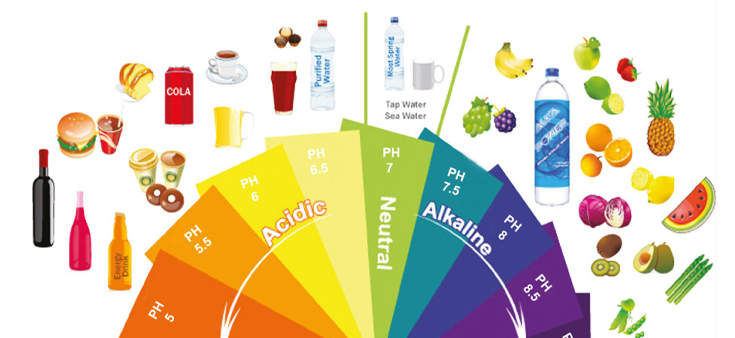 COLA
Purified
Water
Most Spring
Water
Tap Water
Sea Water
Energy
Drink
PH
5
PH
5.5
PH
6
PH
6.5
PH
7
PH
7.5
PH
8
PH
8.5
Acidic
Neutral
Alkaline